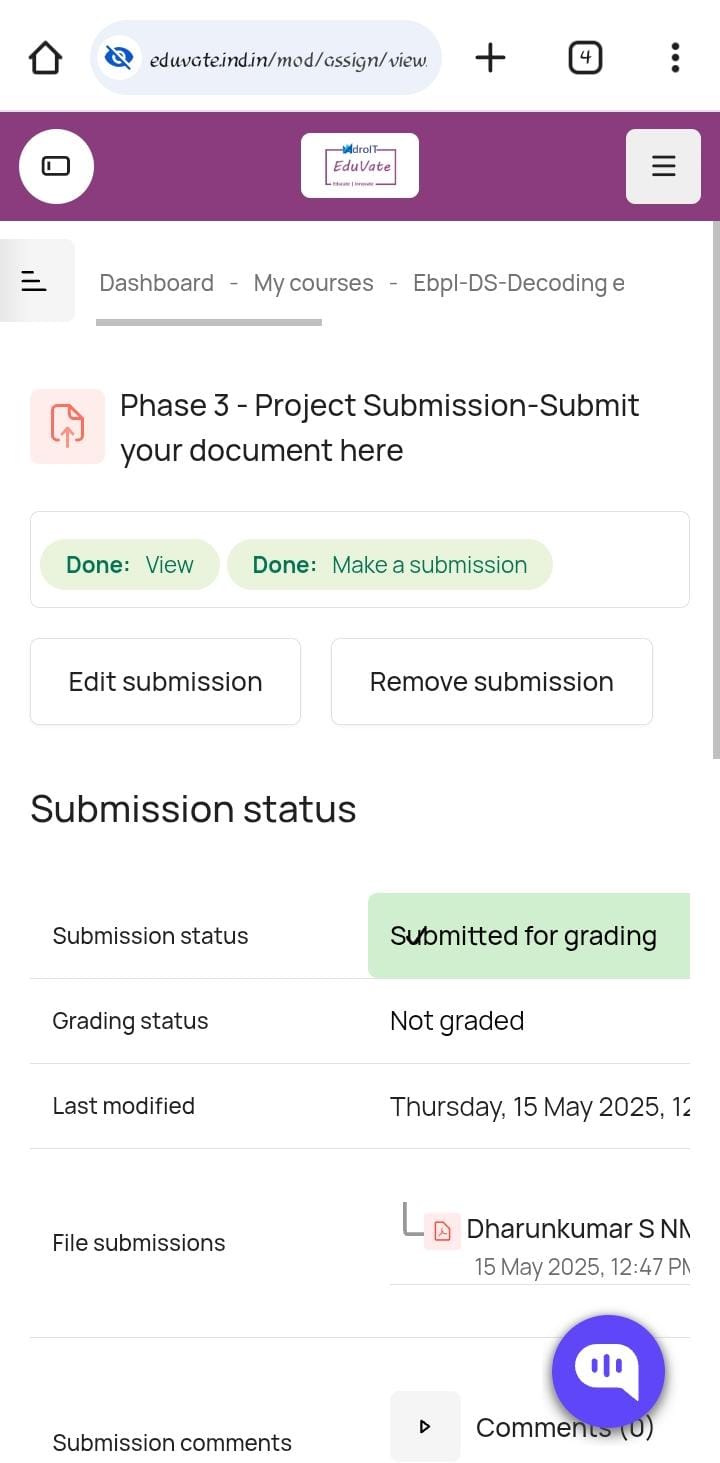 eduvate.ind.in/mod/assign/view
4
droIT
EduVate
Educate | Innovate
Dashboard - My courses - Ebpl-DS-Decoding e
Phase 3 - Project Submission-Submit
your document here
Done: View Done: Make a submission
Edit submission Remove submission
Submission status
Submission status Submitted for grading
Grading status Not graded
Last modified Thursday, 15 May 2025, 12
File submissions Dharunkumar S NM
15 May 2025, 12:47 PM
Submission comments Comments (0)